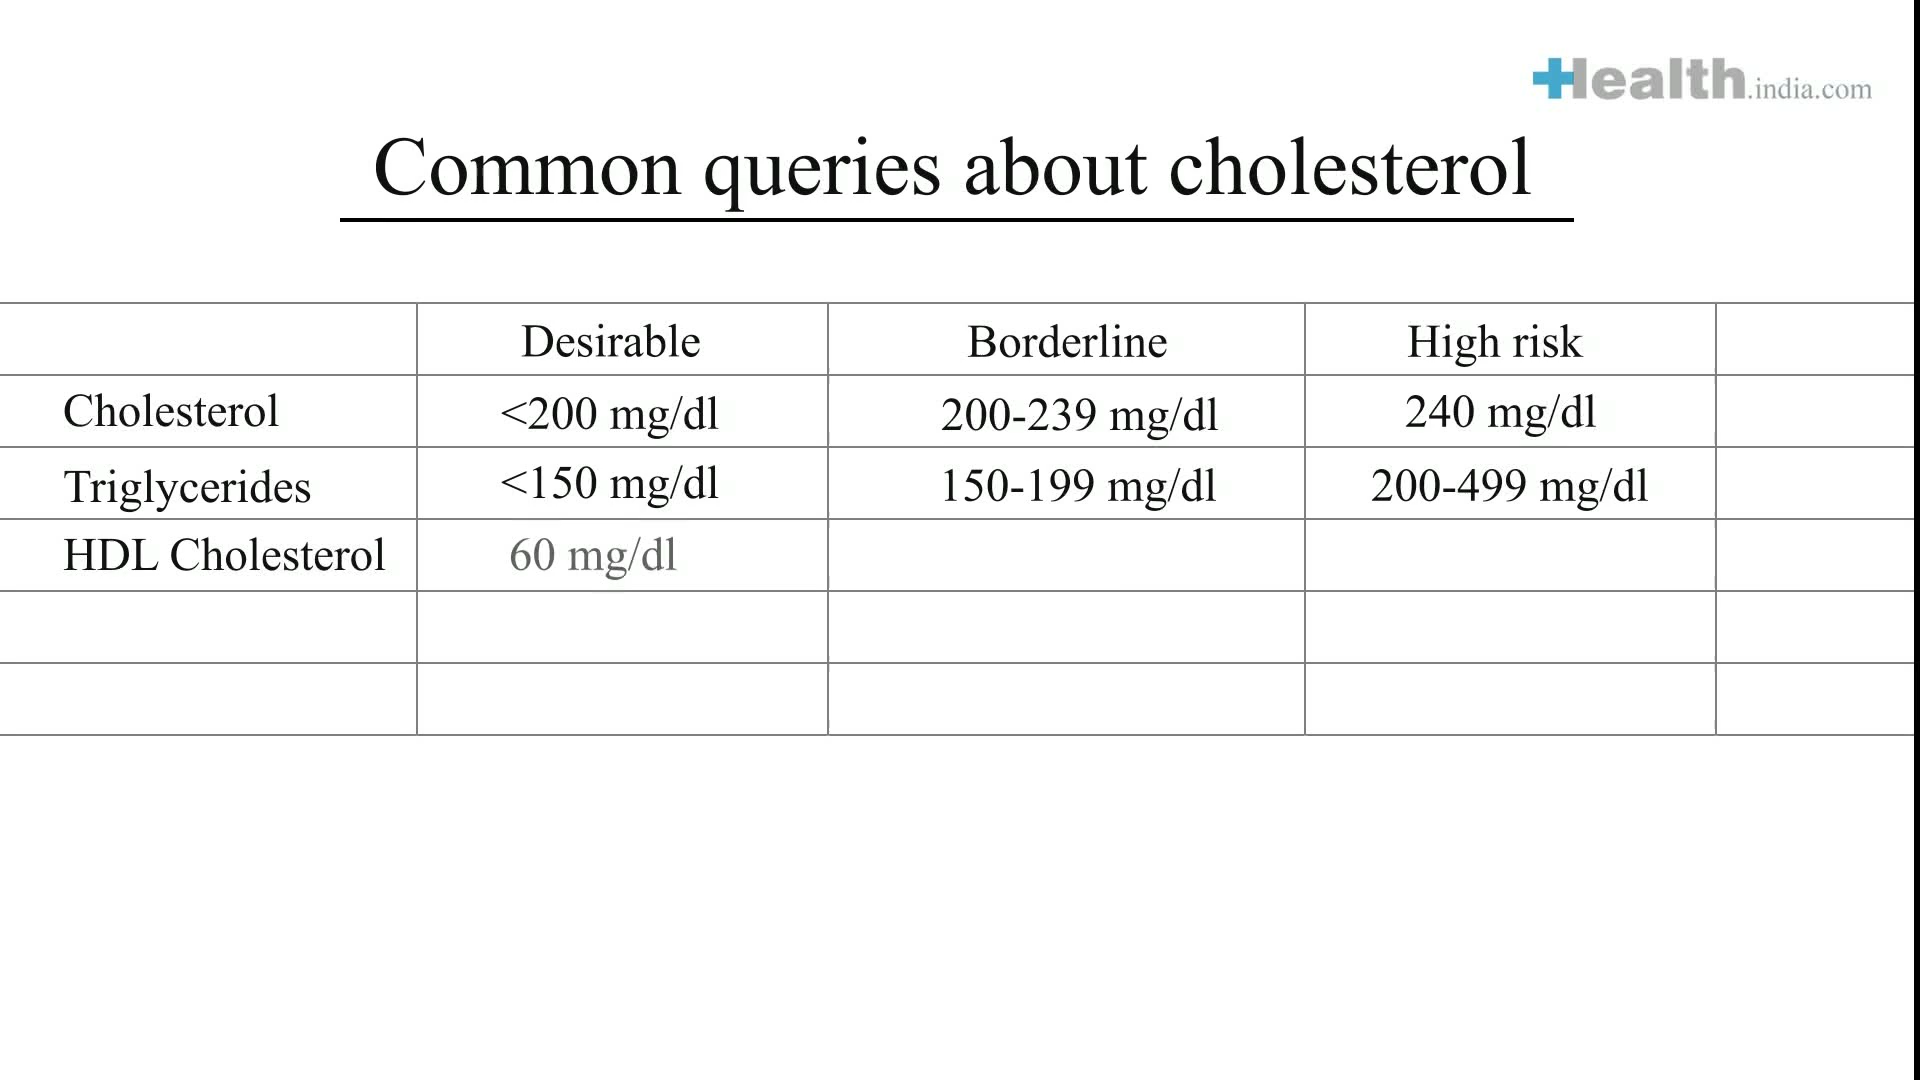 Health.india.com
Common queries about cholesterol
Desirable Borderline High risk
Cholesterol <200 mg/dl 200-239 mg/dl 240 mg/dl
Triglycerides <150 mg/dl 150-199 mg/dl 200-499 mg/dl
HDL Cholesterol 60 mg/dl